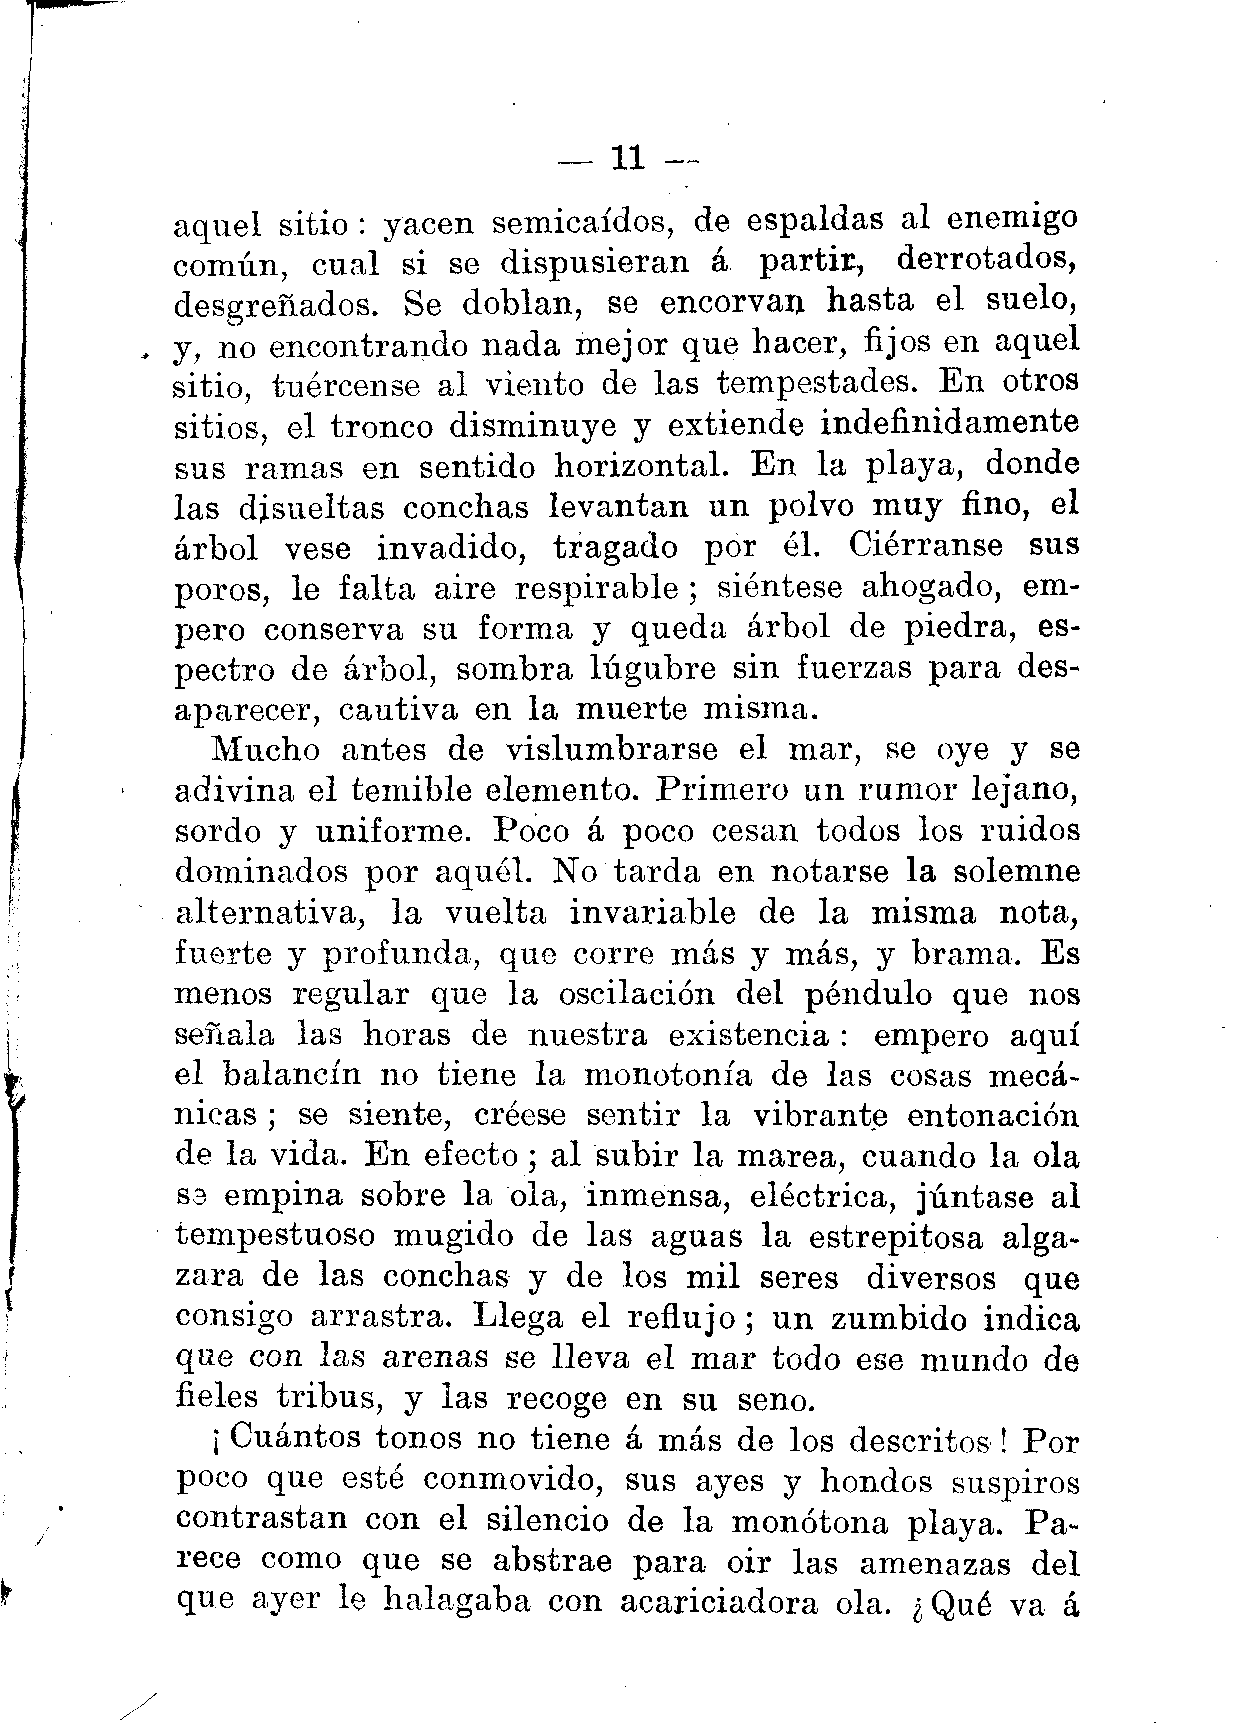 — 11 —
aquel sitio : yacen semicaídos, de espaldas al enemigo
común, cual si se dispusieran á partir, derrotados,
desgreñados. Se doblan, se encorvan hasta el suelo,
y, no encontrando nada mejor que hacer, fijos en aquel
sitio, tuércense al viento de las tempestades. En otros
sitios, el tronco disminuye y extiende indefinidamente
sus ramas en sentido horizontal. En la playa, donde
las disueltas conchas levantan un polvo muy fino, el
árbol vese invadido, tragado por él. Ciérranse sus
poros, le falta aire respirable ; siéntese ahogado, em-
pero conserva su forma y queda árbol de piedra, es-
pectro de árbol, sombra lúgubre sin fuerzas para des-
aparecer, cautiva en la muerte misma.
Mucho antes de vislumbrarse el mar, se oye y se
adivina el temible elemento. Primero un rumor lejano,
sordo y uniforme. Poco á poco cesan todos los ruidos
dominados por aquél. No tarda en notarse la solemne
alternativa, la vuelta invariable de la misma nota,
fuerte y profunda, que corre más y más, y brama. Es
menos regular que la oscilación del péndulo que nos
señala las horas de nuestra existencia : empero aquí
el balancín no tiene la monotonía de las cosas mecá-
nicas ; se siente, créese sentir la vibrante entonación
de la vida. En efecto ; al subir la marea, cuando la ola
se empina sobre la ola, inmensa, eléctrica, júntase al
tempestuoso mugido de las aguas la estrepitosa alga-
zara de las conchas y de los mil seres diversos que
consigo arrastra. Llega el reflujo ; un zumbido indica
que con las arenas se lleva el mar todo ese mundo de
fieles tribus, y las recoge en su seno.
¡ Cuántos tonos no tiene á más de los descritos ! Por
poco que esté conmovido, sus ayes y hondos suspiros
contrastan con el silencio de la monótona playa. Pa-
rece como que se abstrae para oir las amenazas del
que ayer le halagaba con acariciadora ola. ¿ Qué va á